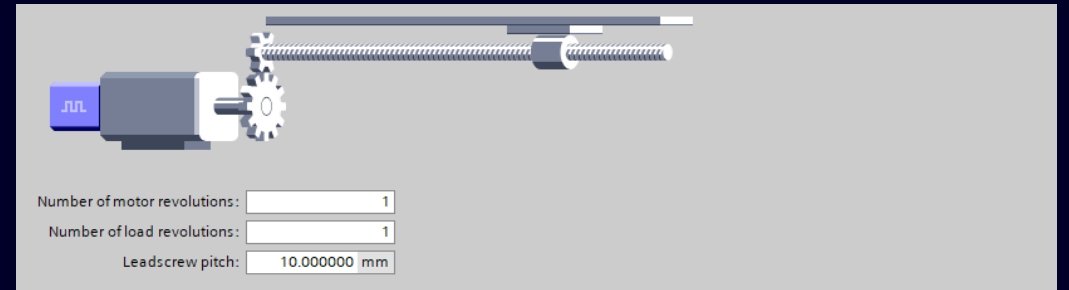 Number of motor revolutions: 1
Number of load revolutions: 1
Leadscrew pitch: 10.000000 mm